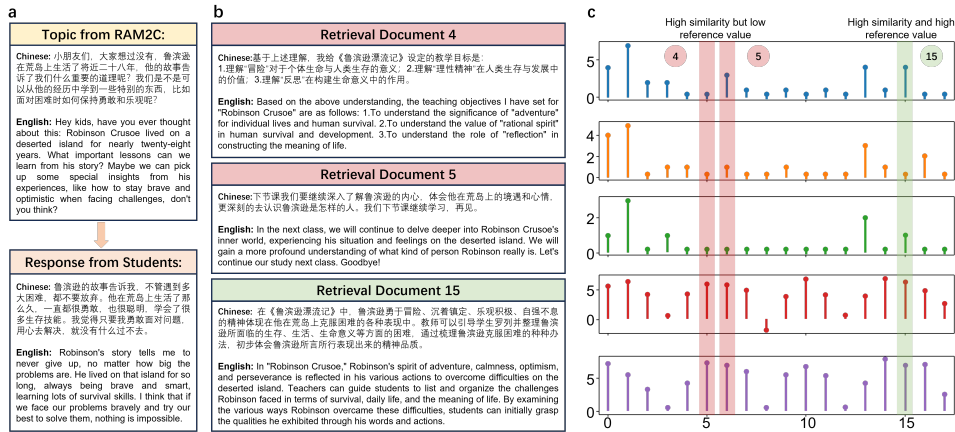 a
Topic from RAM2C:
Chinese: 小朋友们，大家想过没有，鲁滨逊
在荒岛上生活了将近二十八年，他的故事告
诉了我们什么重要的道理呢？我们是不是可
以从他的经历中学到一些特别的东西，比如
面对困难时如何保持勇敢和乐观呢？
English: Hey kids, have you ever thought
about this: Robinson Crusoe lived on a
deserted island for nearly twenty-eight
years. What important lessons can we
learn from his story? Maybe we can pick
up some special insights from his
experiences, like how to stay brave and
optimistic when facing challenges, don't
you think?
Response from Students:
Chinese: 鲁滨逊的故事告诉我，不管遇到多
大困难，都不要放弃。他在荒岛上生活了那
么久，一直都很勇敢，也很聪明，学会了很
多生存技能。我觉得只要我勇敢面对问题，
用心去解决，就没有什么过不去。
English: Robinson's story tells me to
never give up, no matter how big the
problems are. He lived on that island for so
long, always being brave and smart,
learning lots of survival skills. I think that if
we face our problems bravely and try our
best to solve them, nothing is impossible.
b
Retrieval Document 4
Chinese:基于上述理解，我给《鲁滨逊漂流记》设定的教学目标是：
1.理解“冒险”对于个体生命与人类生存的意义；2.理解“理性精神”在人类生存与发展中
的价值；3.理解“反思”在构建生命意义中的作用。
English: Based on the above understanding, the teaching objectives I have set for
"Robinson Crusoe" are as follows: 1.To understand the significance of "adventure"
for individual lives and human survival. 2.To understand the value of "rational spirit"
in human survival and development. 3.To understand the role of "reflection" in
constructing the meaning of life.
Retrieval Document 5
Chinese:下节课我们要继续深入了解鲁滨逊的内心，体会他在荒岛上的境遇和心情，
更深刻的去认识鲁滨逊是怎样的人。我们下节课继续学习，再见。
English: In the next class, we will continue to delve deeper into Robinson Crusoe's
inner world, experiencing his situation and feelings on the deserted island. We will
gain a more profound understanding of what kind of person Robinson really is. Let's
continue our study next class. Goodbye!
Retrieval Document 15
Chinese: 在《鲁滨逊漂流记》中，鲁滨逊勇于冒险、沉着镇定、乐观积极、自强不息
的精神体现在他在荒岛上克服困难的各种表现中。教师可以引导学生罗列并整理鲁滨
逊所面临的生存、生活、生命意义等方面的困难，通过梳理鲁滨逊克服困难的种种办
法，初步体会鲁滨逊所言所行表现出来的精神品质。
English: In "Robinson Crusoe," Robinson's spirit of adventure, calmness, optimism,
and perseverance is reflected in his various actions to overcome difficulties on the
deserted island. Teachers can guide students to list and organize the challenges
Robinson faced in terms of survival, daily life, and the meaning of life. By examining
the various ways Robinson overcame these difficulties, students can initially grasp
the qualities he exhibited through his words and actions.
c
High similarity but low
reference value
High similarity and high
reference value
4
5
15
5
0
4
2
0
2
0
5
0
5
0
0
5
10
15